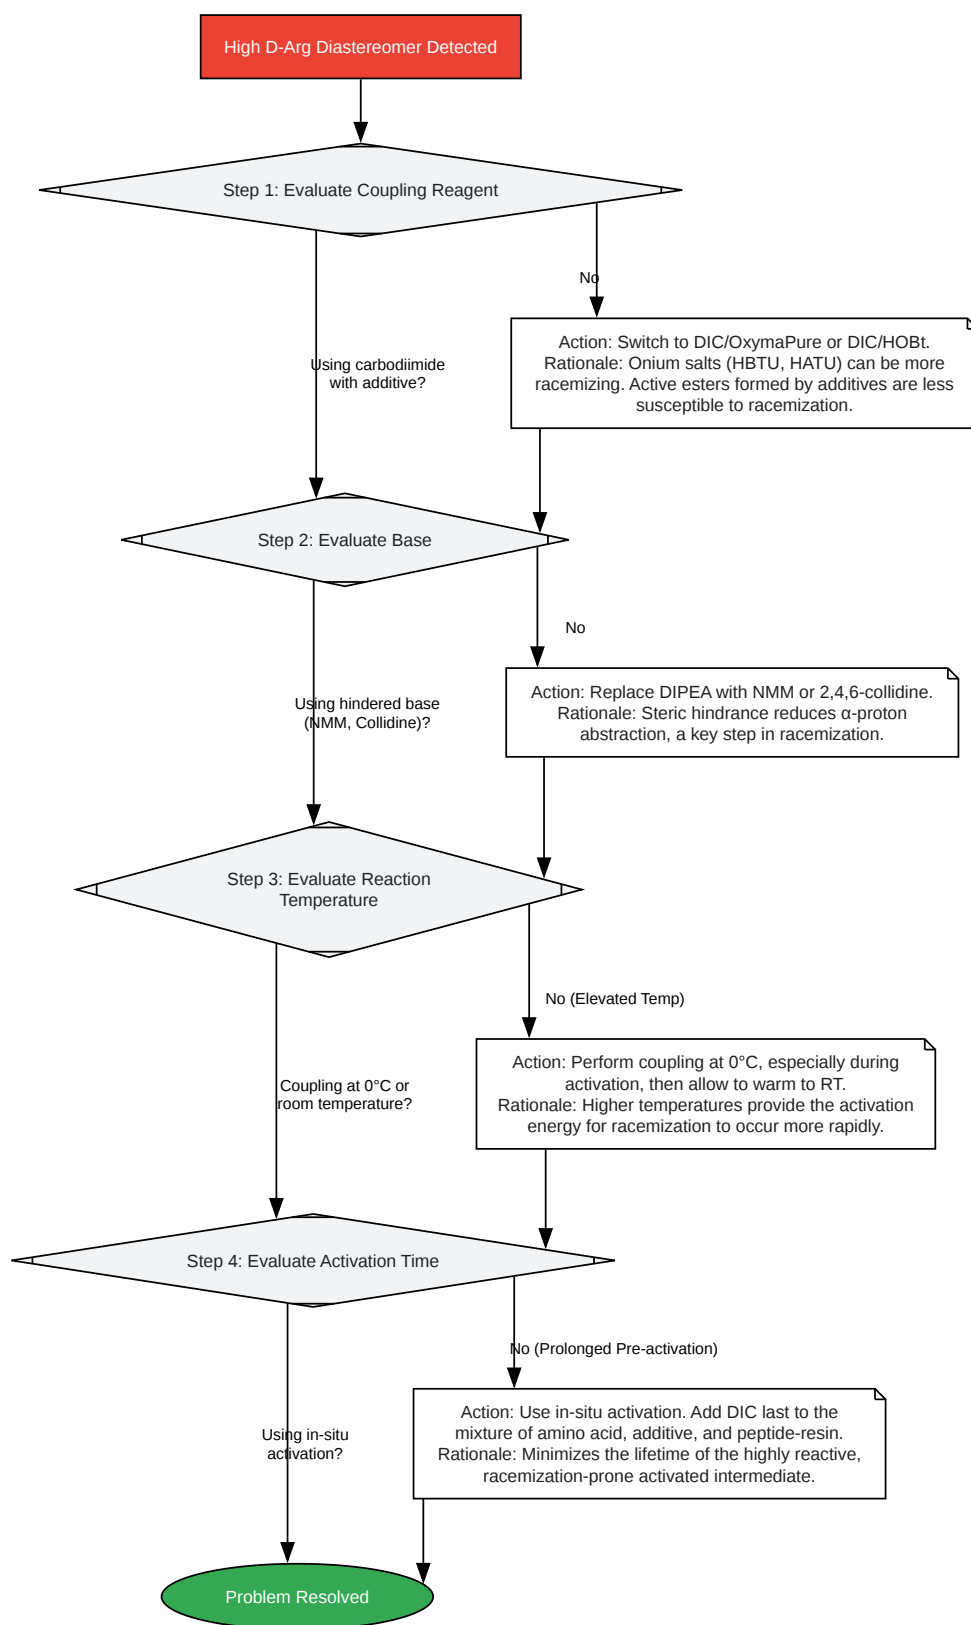 High D-Arg Diastereomer Detected
Step 1: Evaluate Coupling Reagent
No
Action: Switch to DIC/OxymaPure or DIC/HOBt.
Rationale: Onium salts (HBTU, HATU) can be more
racemizing. Active esters formed by additives are less
susceptible to racemization.
Using carbodiimide
with additive?
Step 2: Evaluate Base
No
Action: Replace DIPEA with NMM or 2,4,6-collidine.
Rationale: Steric hindrance reduces α-proton
abstraction, a key step in racemization.
Using hindered base
(NMM, Collidine)?
Step 3: Evaluate Reaction
Temperature
No (Elevated Temp)
Action: Perform coupling at 0°C, especially during
activation, then allow to warm to RT.
Rationale: Higher temperatures provide the activation
energy for racemization to occur more rapidly.
Coupling at 0°C or
room temperature?
Step 4: Evaluate Activation Time
No (Prolonged Pre-activation)
Action: Use in-situ activation. Add DIC last to the
mixture of amino acid, additive, and peptide-resin.
Rationale: Minimizes the lifetime of the highly reactive,
racemization-prone activated intermediate.
Using in-situ
activation?
Problem Resolved